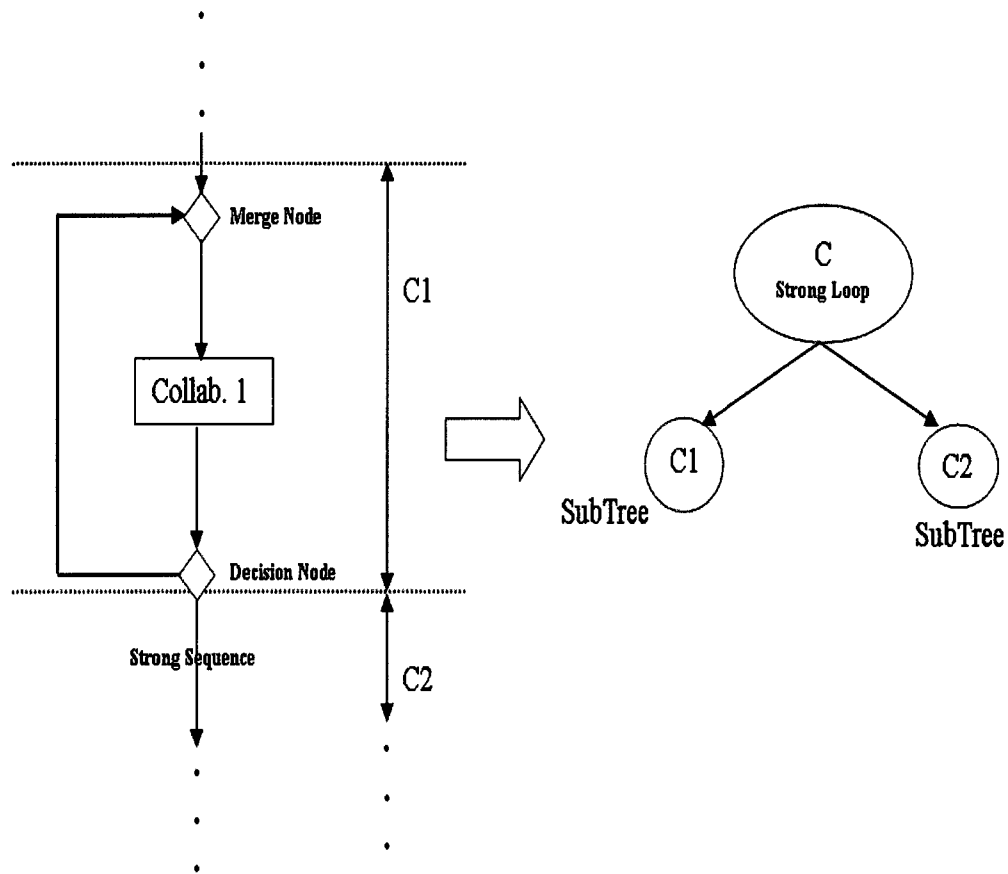 Merge Node
C1
Collab. 1
Decision Node
Strong Sequence
C2
C
Strong Loop
C1
SubTree
C2
SubTree